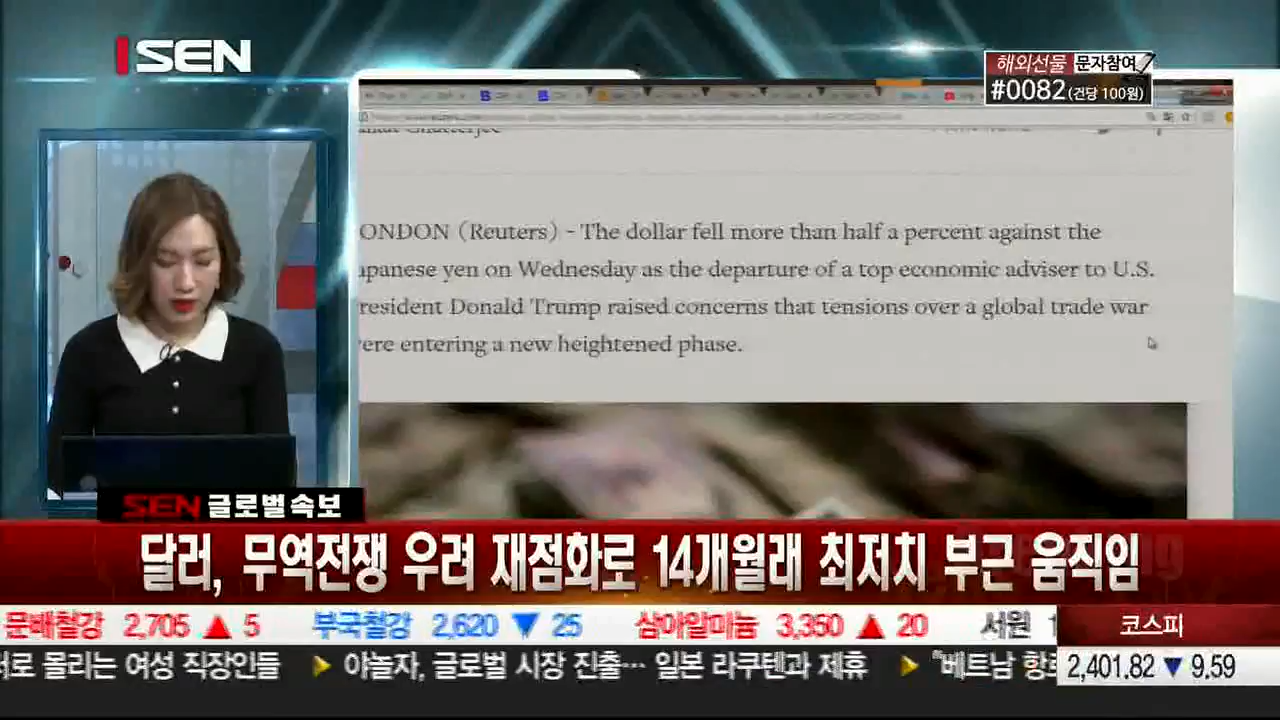 SEN
해외선물 문자참여
#0082(건당 100원)
ONDON (Reuters) - The dollar fell more than half a percent against the
apanese yen on Wednesday as the departure of a top economic adviser to U.S.
resident Donald Trump raised concerns that tensions over a global trade war
ere entering a new heightened phase.
SEN 글로벌속보
달러, 무역전쟁 우려 재점화로 14개월래 최저치 부근 움직임
문배철강 2,705 ▲ 5 부국철강 2,620 ▼ 25 삼아알미늄 3,350 ▲ 20 서원
코스피
로 몰리는 여성 직장인들 ▶ 야놀자, 글로벌 시장 진출… 일본 라쿠텐과 제휴 ▶ "베트남
2,401.82 ▼ 9.59